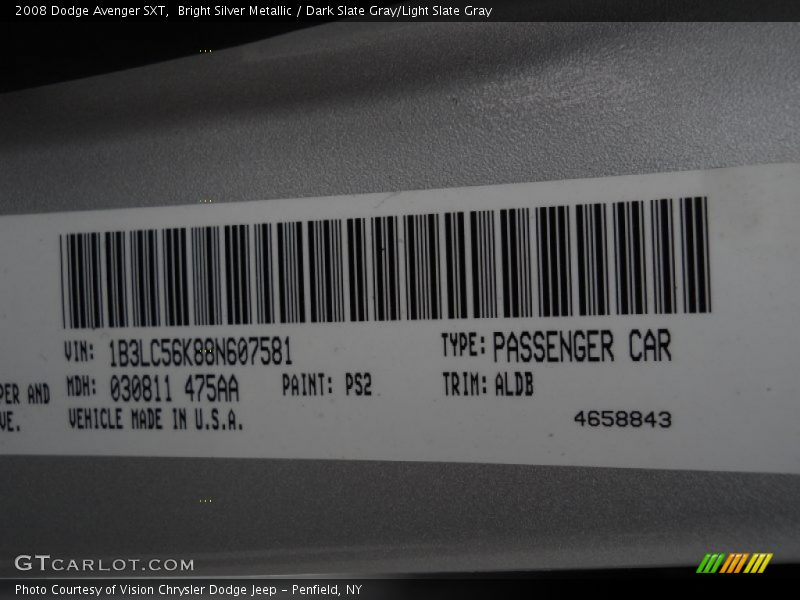 2008 Dodge Avenger SXT,  Bright Silver Metallic / Dark Slate Gray/Light Slate Gray
VIN: 1B3LC56K88N607581 TYPE: PASSENGER CAR
PER AND MDH: 030811 475AA PAINT: PS2 TRIM: ALDB
VE. VEHICLE MADE IN U.S.A. 4658843
GTCARLOT.COM
Photo Courtesy of Vision Chrysler Dodge Jeep – Penfield, NY